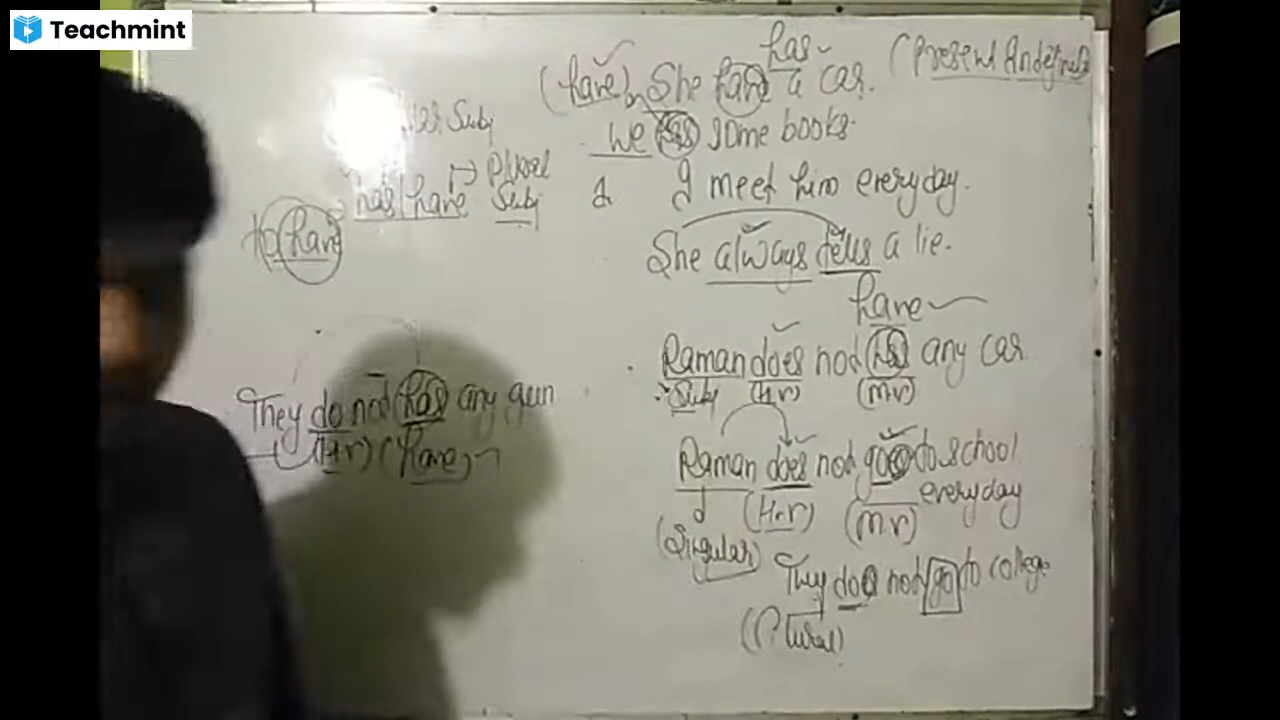 Teachmint
has
(have) She have a car. (Present Indefinite)
We has some books.
Subj
Plural
has/have Subj
I meet him everyday.
to have
She always tells a lie.
have
Raman does not has any car
Subj (H.V) (M.V)
They do not has any gun
(H.V) (have)
Raman does not goes to school
everyday
(H.V) (M.V)
(Singular)
They does not go to college
(Plural)